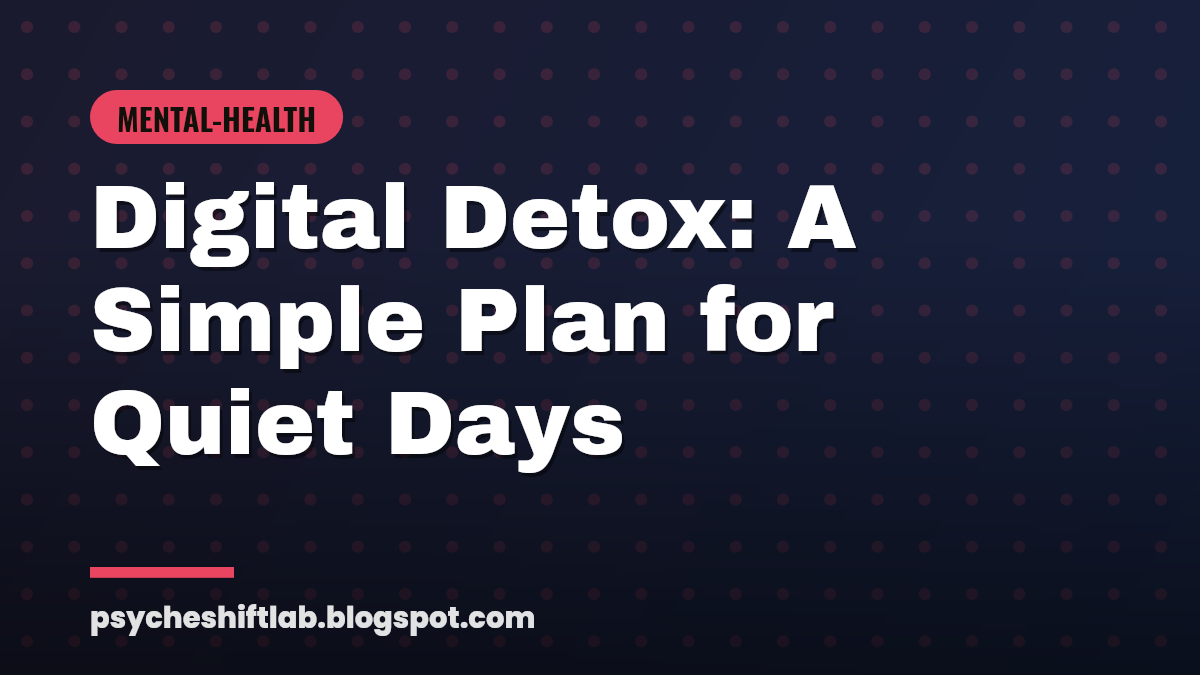 MENTAL-HEALTH
Digital Detox: A
Simple Plan for
Quiet Days
psycheshiftlab.blogspot.com